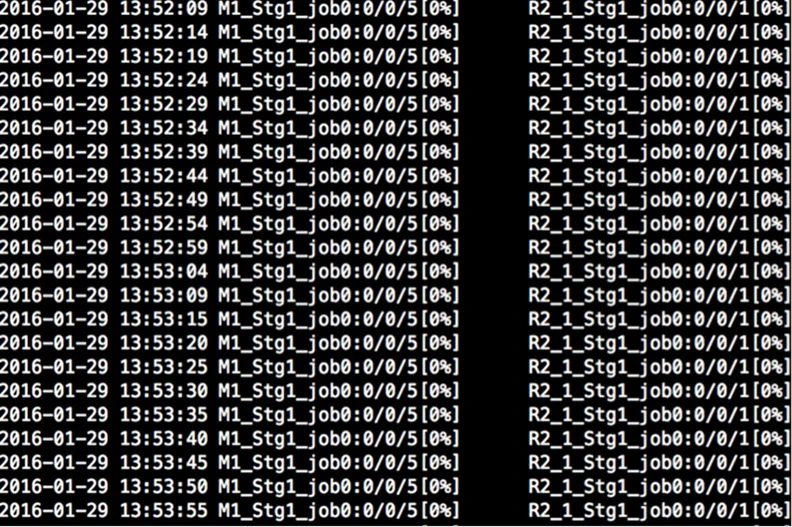 2016-01-29 13:52:09 M1_Stg1_job0:0/0/5[0%] R2_1_Stg1_job0:0/0/1[0%]
2016-01-29 13:52:14 M1_Stg1_job0:0/0/5[0%] R2_1_Stg1_job0:0/0/1[0%]
2016-01-29 13:52:19 M1_Stg1_job0:0/0/5[0%] R2_1_Stg1_job0:0/0/1[0%]
2016-01-29 13:52:24 M1_Stg1_job0:0/0/5[0%] R2_1_Stg1_job0:0/0/1[0%]
2016-01-29 13:52:29 M1_Stg1_job0:0/0/5[0%] R2_1_Stg1_job0:0/0/1[0%]
2016-01-29 13:52:34 M1_Stg1_job0:0/0/5[0%] R2_1_Stg1_job0:0/0/1[0%]
2016-01-29 13:52:39 M1_Stg1_job0:0/0/5[0%] R2_1_Stg1_job0:0/0/1[0%]
2016-01-29 13:52:44 M1_Stg1_job0:0/0/5[0%] R2_1_Stg1_job0:0/0/1[0%]
2016-01-29 13:52:49 M1_Stg1_job0:0/0/5[0%] R2_1_Stg1_job0:0/0/1[0%]
2016-01-29 13:52:54 M1_Stg1_job0:0/0/5[0%] R2_1_Stg1_job0:0/0/1[0%]
2016-01-29 13:52:59 M1_Stg1_job0:0/0/5[0%] R2_1_Stg1_job0:0/0/1[0%]
2016-01-29 13:53:04 M1_Stg1_job0:0/0/5[0%] R2_1_Stg1_job0:0/0/1[0%]
2016-01-29 13:53:09 M1_Stg1_job0:0/0/5[0%] R2_1_Stg1_job0:0/0/1[0%]
2016-01-29 13:53:15 M1_Stg1_job0:0/0/5[0%] R2_1_Stg1_job0:0/0/1[0%]
2016-01-29 13:53:20 M1_Stg1_job0:0/0/5[0%] R2_1_Stg1_job0:0/0/1[0%]
2016-01-29 13:53:25 M1_Stg1_job0:0/0/5[0%] R2_1_Stg1_job0:0/0/1[0%]
2016-01-29 13:53:30 M1_Stg1_job0:0/0/5[0%] R2_1_Stg1_job0:0/0/1[0%]
2016-01-29 13:53:35 M1_Stg1_job0:0/0/5[0%] R2_1_Stg1_job0:0/0/1[0%]
2016-01-29 13:53:40 M1_Stg1_job0:0/0/5[0%] R2_1_Stg1_job0:0/0/1[0%]
2016-01-29 13:53:45 M1_Stg1_job0:0/0/5[0%] R2_1_Stg1_job0:0/0/1[0%]
2016-01-29 13:53:50 M1_Stg1_job0:0/0/5[0%] R2_1_Stg1_job0:0/0/1[0%]
2016-01-29 13:53:55 M1_Stg1_job0:0/0/5[0%] R2_1_Stg1_job0:0/0/1[0%]